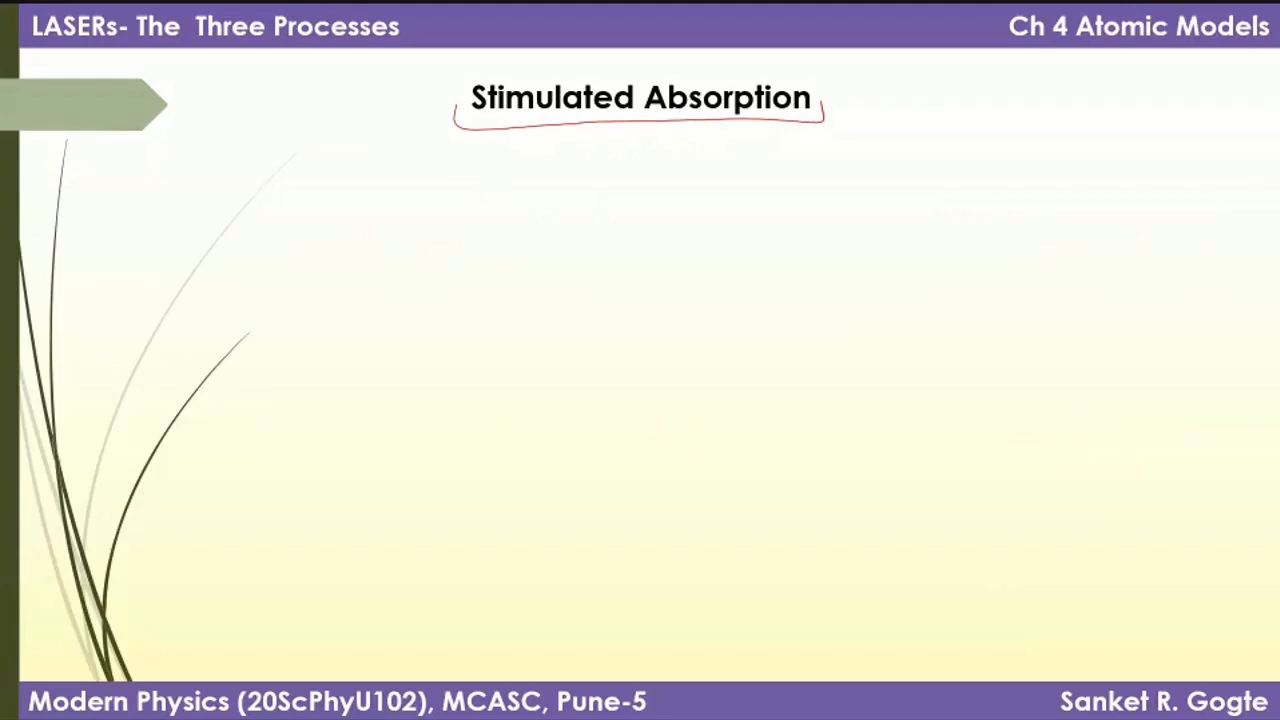 LASERs- The  Three Processes
Ch 4 Atomic Models
Stimulated Absorption
Modern Physics (20ScPhyU102), MCASC, Pune-5
Sanket R. Gogte